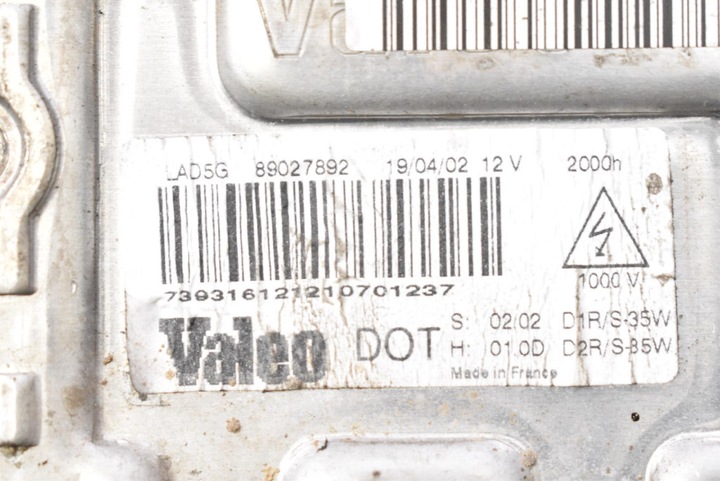 LAD5G 89027892 19/04/02 12 V 2000h
1000 V
739316121210701237
Valeo DOT S: 02/02 D1R/S-35W
H: 01.0D D2R/S-35W
Made in France